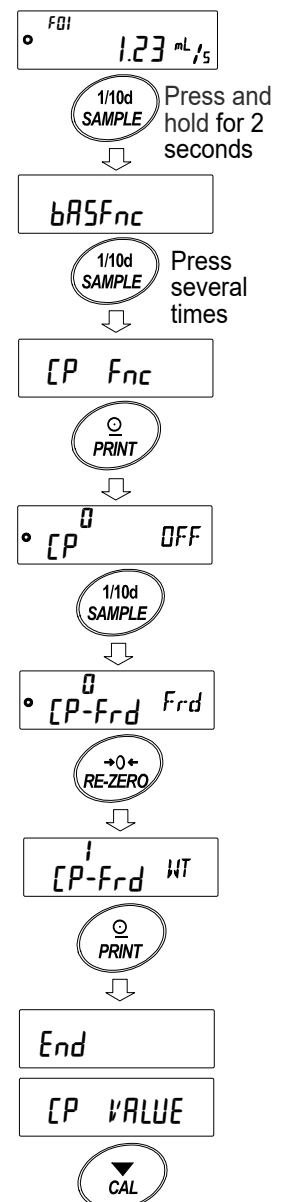 F01
1.23 mL/s
1/10d
SAMPLE
Press and
hold for 2
seconds
bASFnc
1/10d
SAMPLE
Press
several
times
CP Fnc
PRINT
0
CP OFF
1/10d
SAMPLE
0
CP-Frd Frd
→0←
RE-ZERO
1
CP-Frd WT
PRINT
End
CP VALUE
CAL